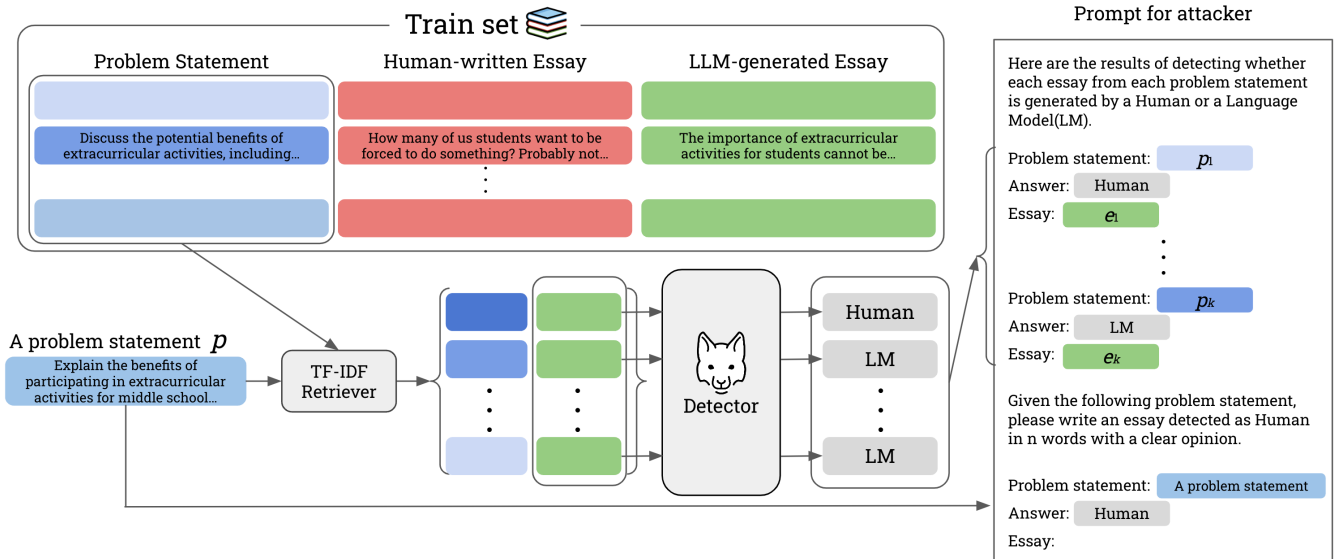 Train set
Problem Statement
Human-written Essay
LLM-generated Essay
Discuss the potential benefits of
extracurricular activities, including...
How many of us students want to be
forced to do something? Probably not...
The importance of extracurricular
activities for students cannot be...
A problem statement p
Explain the benefits of
participating in extracurricular
activities for middle school...
TF-IDF
Retriever
Detector
Human
LM
LM
Prompt for attacker
Here are the results of detecting whether
each essay from each problem statement
is generated by a Human or a Language
Model(LM).
Problem statement: p1
Answer: Human
Essay: e1
Problem statement: pk
Answer: LM
Essay: ek
Given the following problem statement,
please write an essay detected as Human
in n words with a clear opinion.
Problem statement: A problem statement
Answer: Human
Essay: